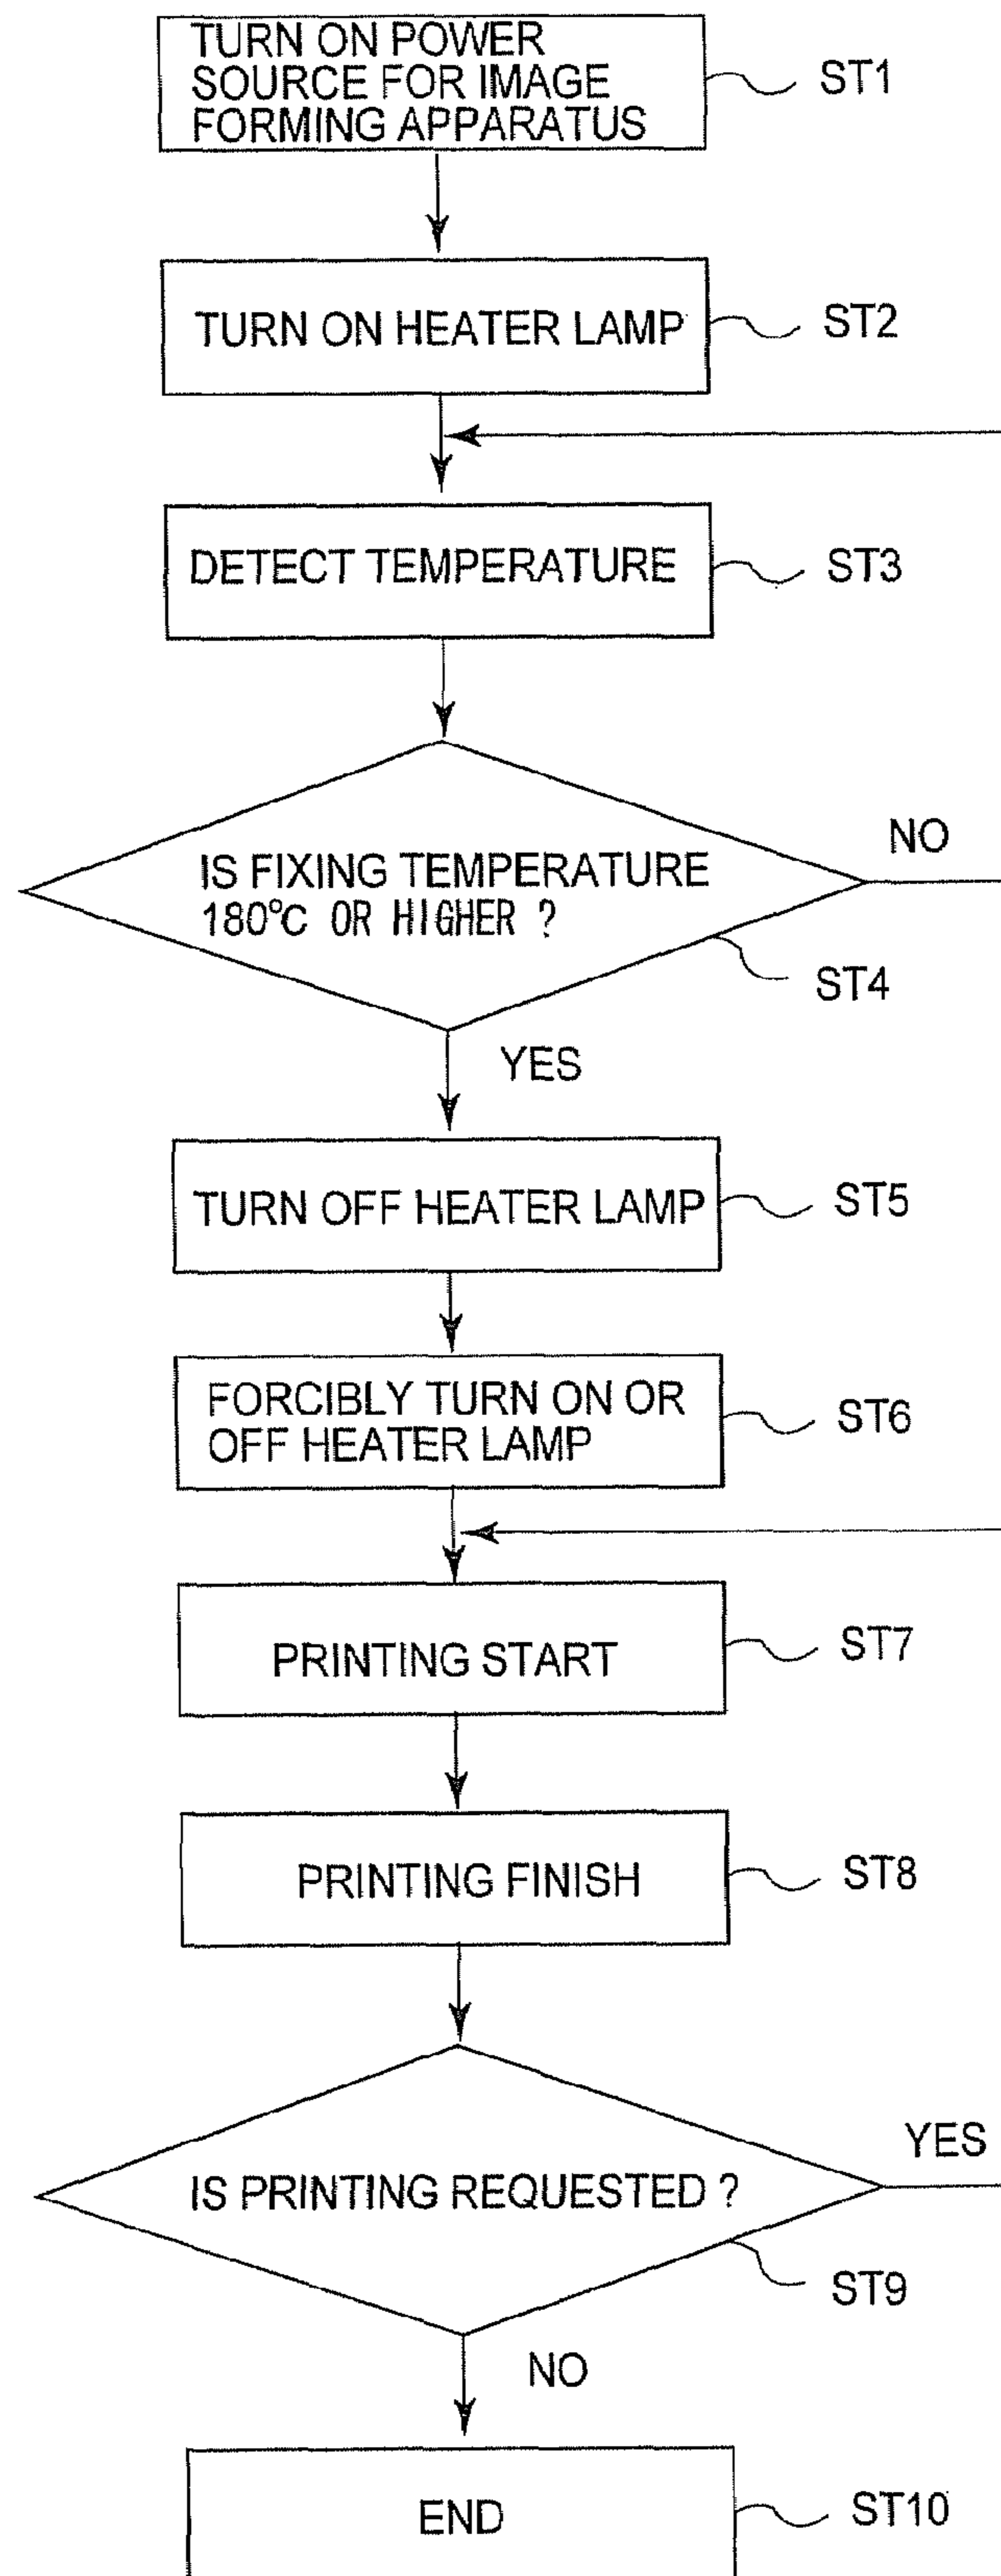 TURN ON POWER
SOURCE FOR IMAGE
FORMING APPARATUS
ST1
TURN ON HEATER LAMP
ST2
DETECT TEMPERATURE
ST3
IS FIXING TEMPERATURE
180°C OR HIGHER ?
NO
ST4
YES
TURN OFF HEATER LAMP
ST5
FORCIBLY TURN ON OR
OFF HEATER LAMP
ST6
PRINTING START
ST7
PRINTING FINISH
ST8
IS PRINTING REQUESTED ?
YES
ST9
NO
END
ST10